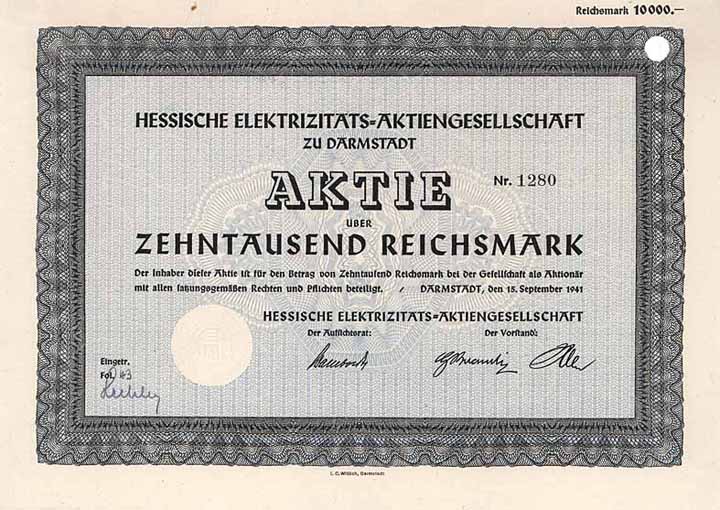 Reichsmark 10000.—
HESSISCHE ELEKTRIZITÄTS-AKTIENGESELLSCHAFT
ZU DARMSTADT
AKTIE Nr. 1280
ÜBER
ZEHNTAUSEND REICHSMARK
Der Inhaber dieser Aktie ist für den Betrag von Zehntausend Reichsmark bei der Gesellschaft als Aktionär
mit allen satzungsgemäßen Rechten und Pflichten beteiligt. / DARMSTADT, den 15. September 1941
HESSISCHE ELEKTRIZITÄTS-AKTIENGESELLSCHAFT
Der Aufsichtsrat: Der Vorstand:
Eingetr.
Fol.
L. C. Wittich, Darmstadt